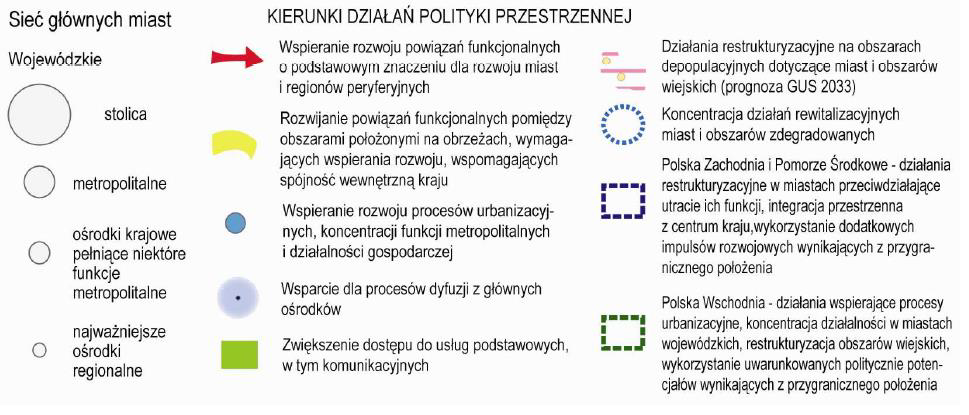 Sieć głównych miast
Wojewódzkie
stolica
metropolitalne
ośrodki krajowe
pełniące niektóre
funkcje
metropolitalne
najważniejsze
ośrodki
regionalne
KIERUNKI DZIAŁAŃ POLITYKI PRZESTRZENNEJ
Wspieranie rozwoju powiązań funkcjonalnych
o podstawowym znaczeniu dla rozwoju miast
i regionów peryferyjnych
Rozwijanie powiązań funkcjonalnych pomiędzy
obszarami położonymi na obrzeżach, wymaga-
jących wspierania rozwoju, wspomagających
spójność wewnętrzną kraju
Wspieranie rozwoju procesów urbanizacyj-
nych, koncentracji funkcji metropolitalnych
i działalności gospodarczej
Wsparcie dla procesów dyfuzji z głównych
ośrodków
Zwiększenie dostępu do usług podstawowych,
w tym komunikacyjnych
Działania restrukturyzacyjne na obszarach
depopulacyjnych dotyczące miast i obszarów
wiejskich (prognoza GUS 2033)
Koncentracja działań rewitalizacyjnych
miast i obszarów zdegradowanych
Polska Zachodnia i Pomorze Środkowe - działania
restrukturyzacyjne w miastach przeciwdziałające
utracie ich funkcji, integracja przestrzenna
z centrum kraju,wykorzystanie dodatkowych
impulsów rozwojowych wynikających z przygra-
nicznego położenia
Polska Wschodnia - działania wspierające procesy
urbanizacyjne, koncentracja działalności w miastach
wojewódzkich, restrukturyzacja obszarów wiejskich,
wykorzystanie uwarunkowanych politycznie poten-
cjałów wynikających z przygranicznego położenia